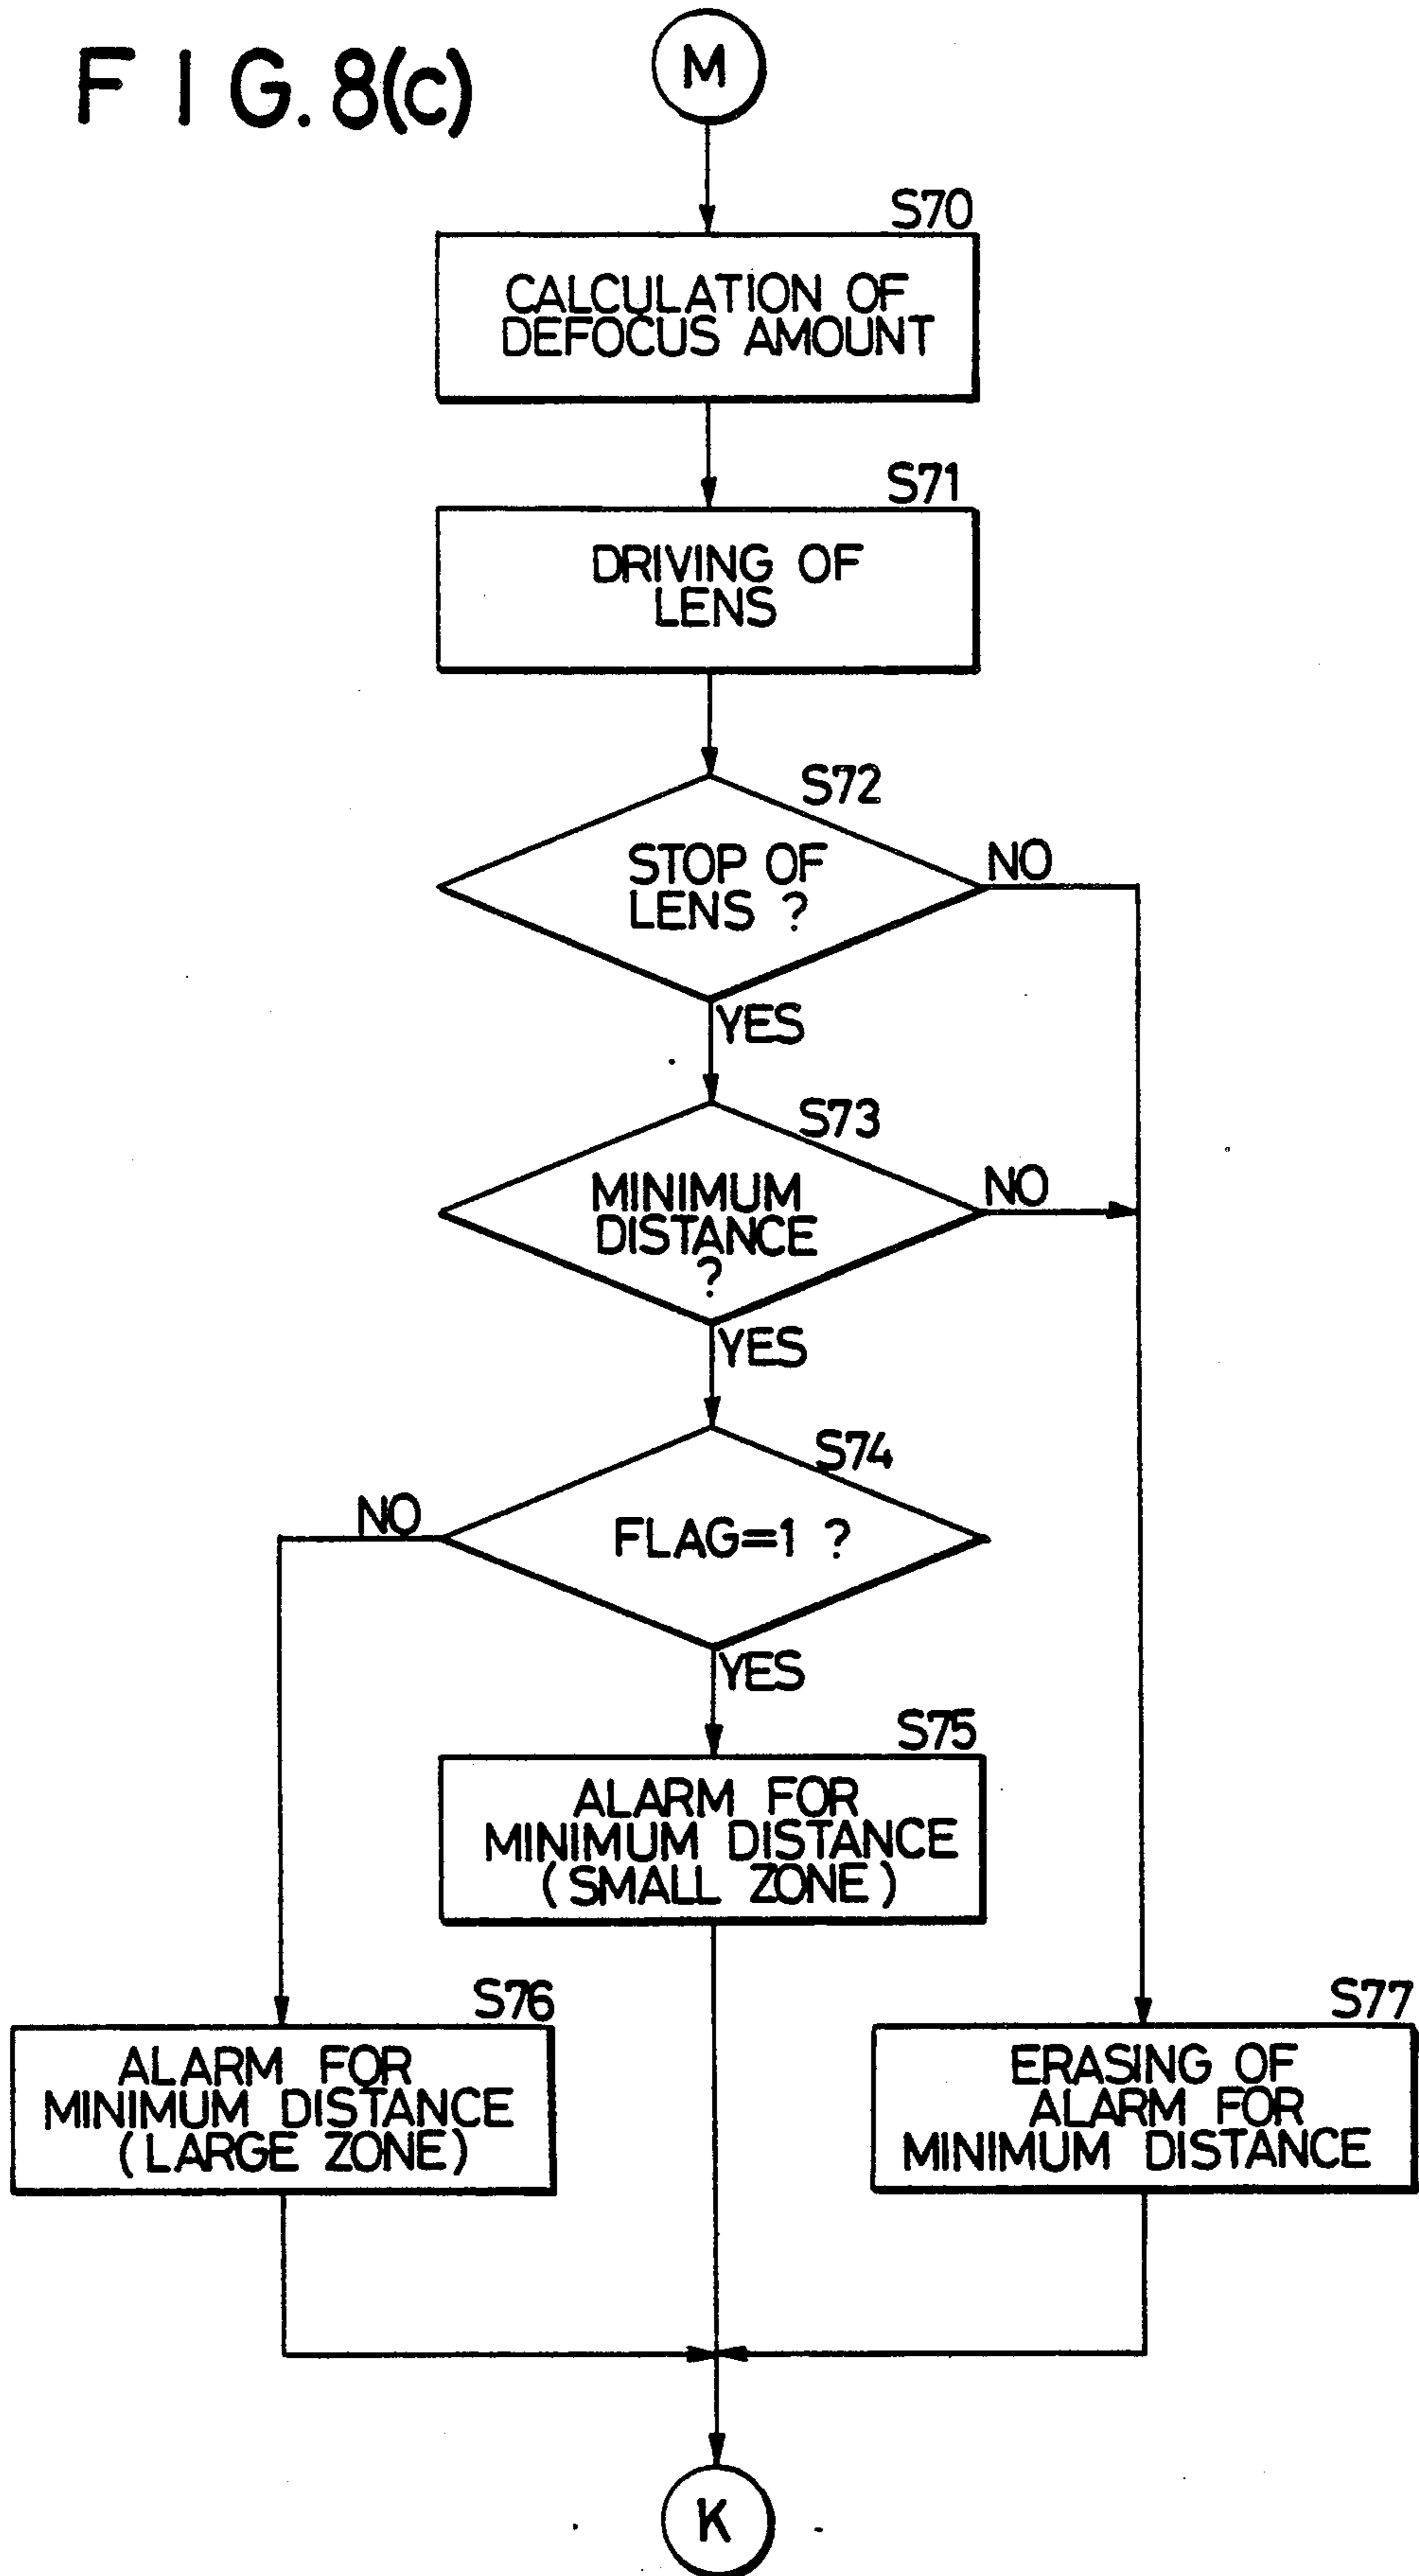 FIG. 8(c)
M
S70
CALCULATION OF
DEFOCUS AMOUNT
S71
DRIVING OF
LENS
S72
STOP OF
LENS ?
NO
YES
S73
MINIMUM
DISTANCE
?
NO
YES
S74
NO
FLAG=1 ?
YES
S75
ALARM FOR
MINIMUM DISTANCE
(SMALL ZONE)
S76
ALARM FOR
MINIMUM DISTANCE
(LARGE ZONE)
S77
ERASING OF
ALARM FOR
MINIMUM DISTANCE
K